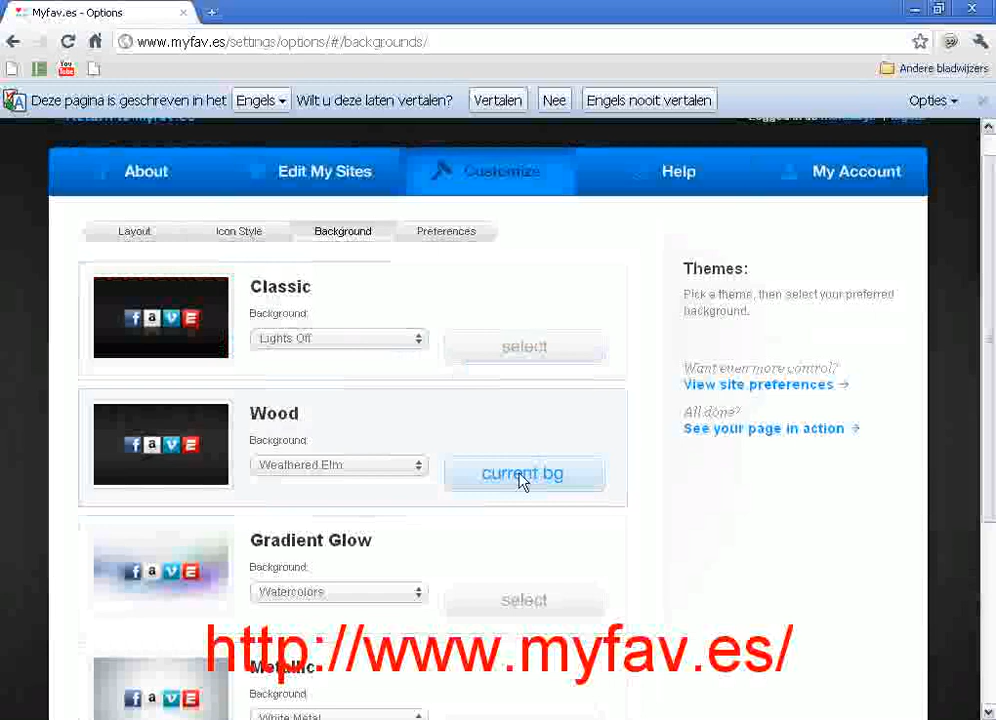 Myfav.es - Options
www.myfav.es/settings/options/#/backgrounds/
You
Andere bladwijzers
Deze pagina is geschreven in het Engels Wilt u deze laten vertalen? Vertalen Nee Engels nooit vertalen Opties
About Edit My Sites Customize Help My Account
Layout Icon Style Background Preferences
Classic
Background:
Lights Off
select
Wood
Background:
Weathered Elm
current bg
Gradient Glow
Background:
Watercolors
select
Metallic
Background:
White Metal
Themes:
Pick a theme, then select your preferred
background.
Want even more control?
View site preferences →
All done?
See your page in action →
http://www.myfav.es/